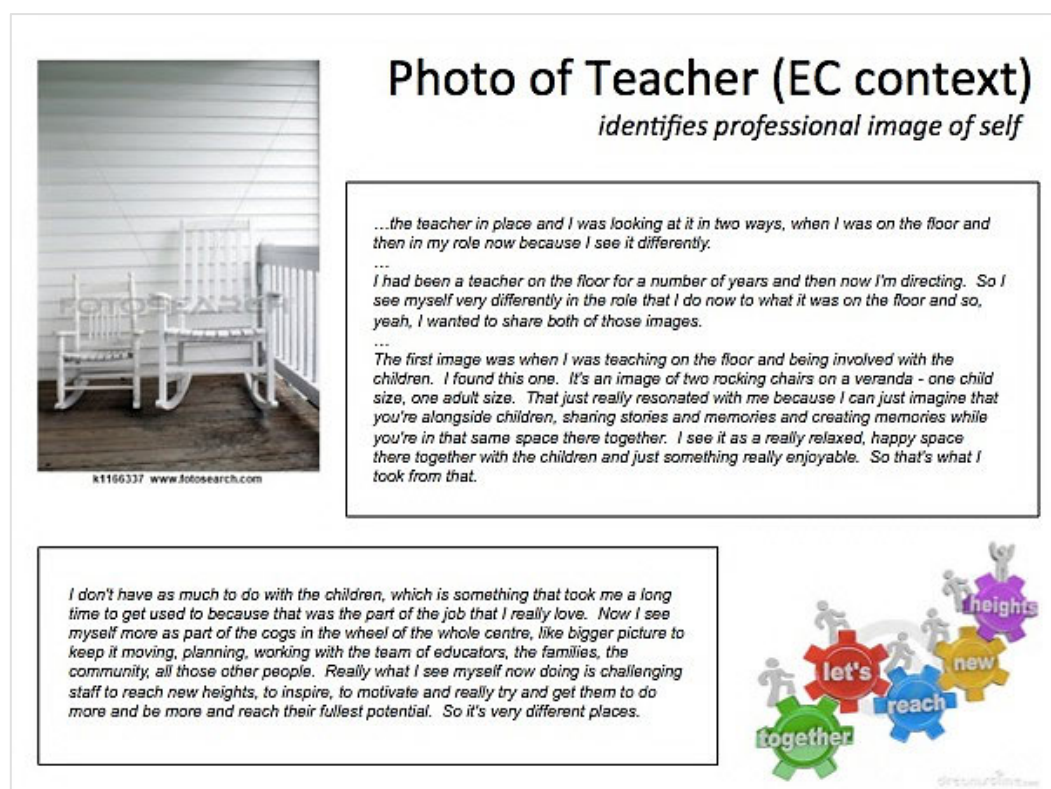 Photo of Teacher (EC context)
identifies professional image of self
FOTOSEARCH
k1166337 www.fotosearch.com
…the teacher in place and I was looking at it in two ways, when I was on the floor and
then in my role now because I see it differently.
…
I had been a teacher on the floor for a number of years and then now I'm directing. So I
see myself very differently in the role that I do now to what it was on the floor and so,
yeah, I wanted to share both of those images.
…
The first image was when I was teaching on the floor and being involved with the
children. I found this one. It's an image of two rocking chairs on a veranda - one child
size, one adult size. That just really resonated with me because I can just imagine that
you're alongside children, sharing stories and memories and creating memories while
you're in that same space there together. I see it as a really relaxed, happy space
there together with the children and just something really enjoyable. So that's what I
took from that.
I don't have as much to do with the children, which is something that took me a long
time to get used to because that was the part of the job that I really love. Now I see
myself more as part of the cogs in the wheel of the whole centre, like bigger picture to
keep it moving, planning, working with the team of educators, the families, the
community, all those other people. Really what I see myself now doing is challenging
staff to reach new heights, to inspire, to motivate and really try and get them to do
more and be more and reach their fullest potential. So it's very different places.
together
let's
reach
new
heights
dreamstime.com